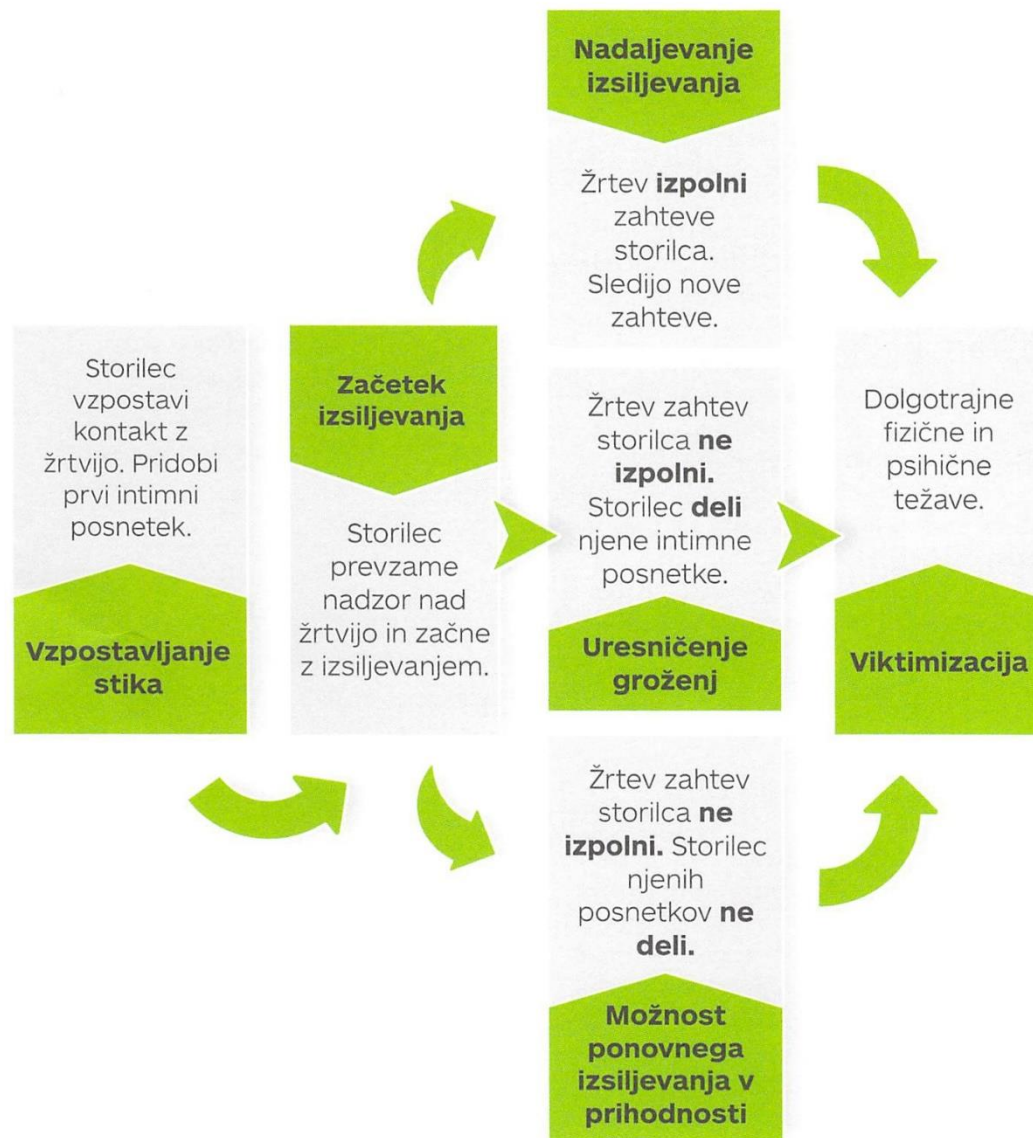 Storilec
vzpostavi
kontakt z
žrtvijo. Pridobi
prvi intimni
posnetek.
Vzpostavljanje
stika
Začetek
izsiljevanja
Storilec
prevzame
nadzor nad
žrtvijo in začne
z izsiljevanjem.
Nadaljevanje
izsiljevanja
Žrtev izpolni
zahteve
storilca.
Sledijo nove
zahteve.
Žrtev zahtev
storilca ne
izpolni.
Storilec deli
njene intimne
posnetke.
Uresničenje
groženj
Žrtev zahtev
storilca ne
izpolni. Storilec
njenih
posnetkov ne
deli.
Možnost
ponovnega
izsiljevanja v
prihodnosti
Dolgotrajne
fizične in
psihične
težave.
Viktimizacija